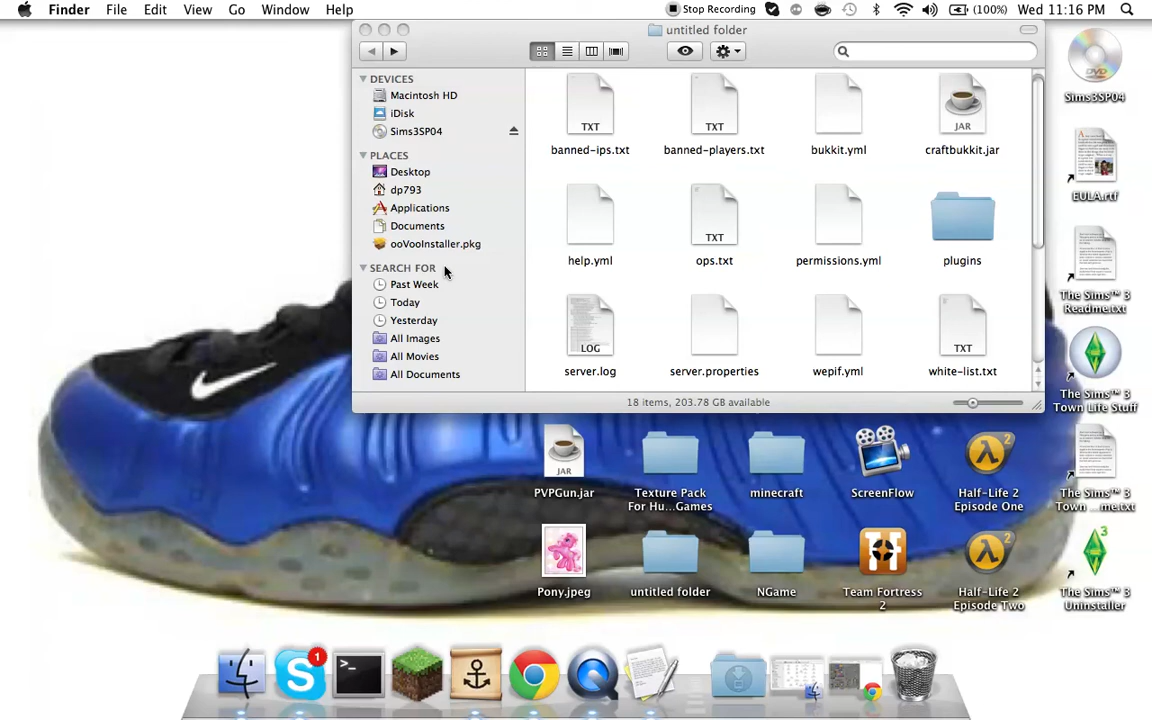 Finder File Edit View Go Window Help
Stop Recording (100%) Wed 11:16 PM
untitled folder
DEVICES
Macintosh HD
iDisk
Sims3SP04
PLACES
Desktop
dp793
Applications
Documents
ooVooInstaller.pkg
SEARCH FOR
Past Week
Today
Yesterday
All Images
All Movies
All Documents
TXT TXT JAR
banned-ips.txt banned-players.txt bukkit.yml craftbukkit.jar
TXT
help.yml ops.txt permissions.yml plugins
LOG TXT
server.log server.properties wepif.yml white-list.txt
18 items, 203.78 GB available
DVD
Sims3SP04
EULA.rtf
The Sims™ 3
Readme.txt
The Sims™ 3
Town Life Stuff
The Sims™ 3
Town ...me.txt
The Sims™ 3
Uninstaller
JAR
PVPGun.jar
Texture Pack
For Hu...Games
minecraft
ScreenFlow
Half-Life 2
Episode One
Pony.jpeg
untitled folder
NGame
Team Fortress
2
Half-Life 2
Episode Two
1